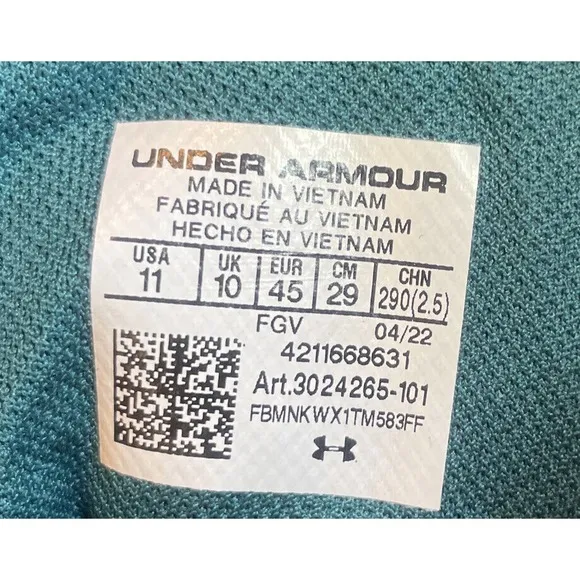 UNDER ARMOUR
MADE IN VIETNAM
FABRIQUÉ AU VIETNAM
HECHO EN VIETNAM
USA UK EUR CM CHN
11 10 45 29 290(2.5)
FGV 04/22
4211668631
Art.3024265-101
FBMNKWX1TM583FF